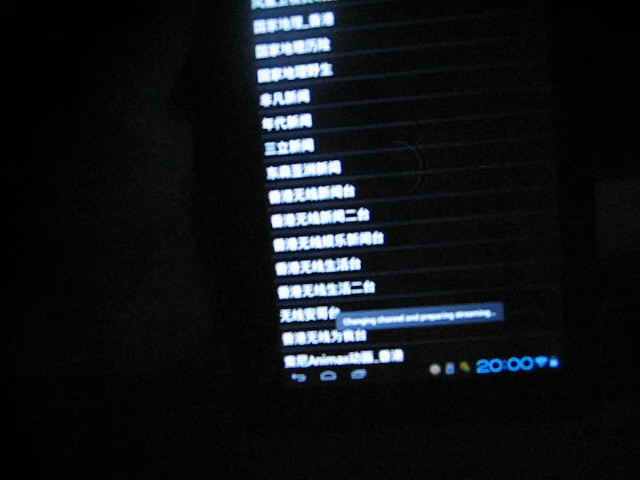 国家地理_香港
国家地理历险
国家地理野生
非凡新闻
年代新闻
三立新闻
东森亚洲新闻
香港无线新闻台
香港无线新闻二台
香港无线娱乐新闻台
香港无线生活台
香港无线生活二台
无线安哥台
Changing channel and preparing streaming...
香港无线为食台
索尼Animax动画_香港
20:00